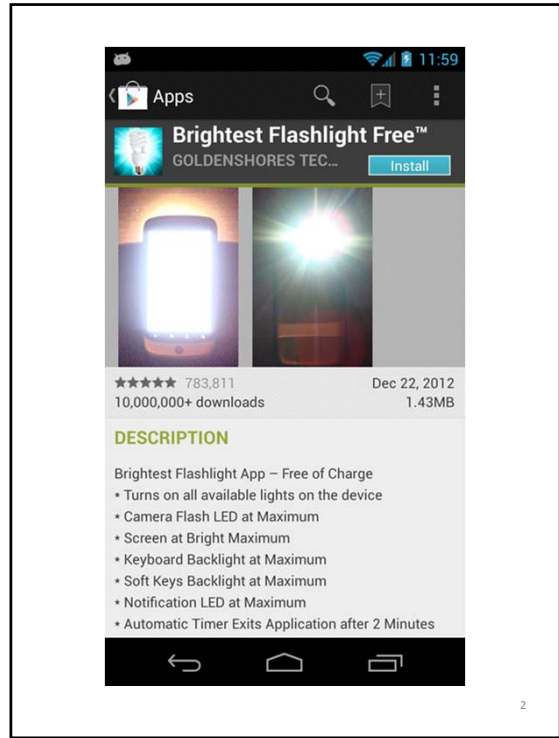 11:59
Apps
Brightest Flashlight Free™
GOLDENSHORES TEC...
Install
★★★★★ 783,811
Dec 22, 2012
10,000,000+ downloads
1.43MB
DESCRIPTION
Brightest Flashlight App – Free of Charge
* Turns on all available lights on the device
* Camera Flash LED at Maximum
* Screen at Bright Maximum
* Keyboard Backlight at Maximum
* Soft Keys Backlight at Maximum
* Notification LED at Maximum
* Automatic Timer Exits Application after 2 Minutes
2